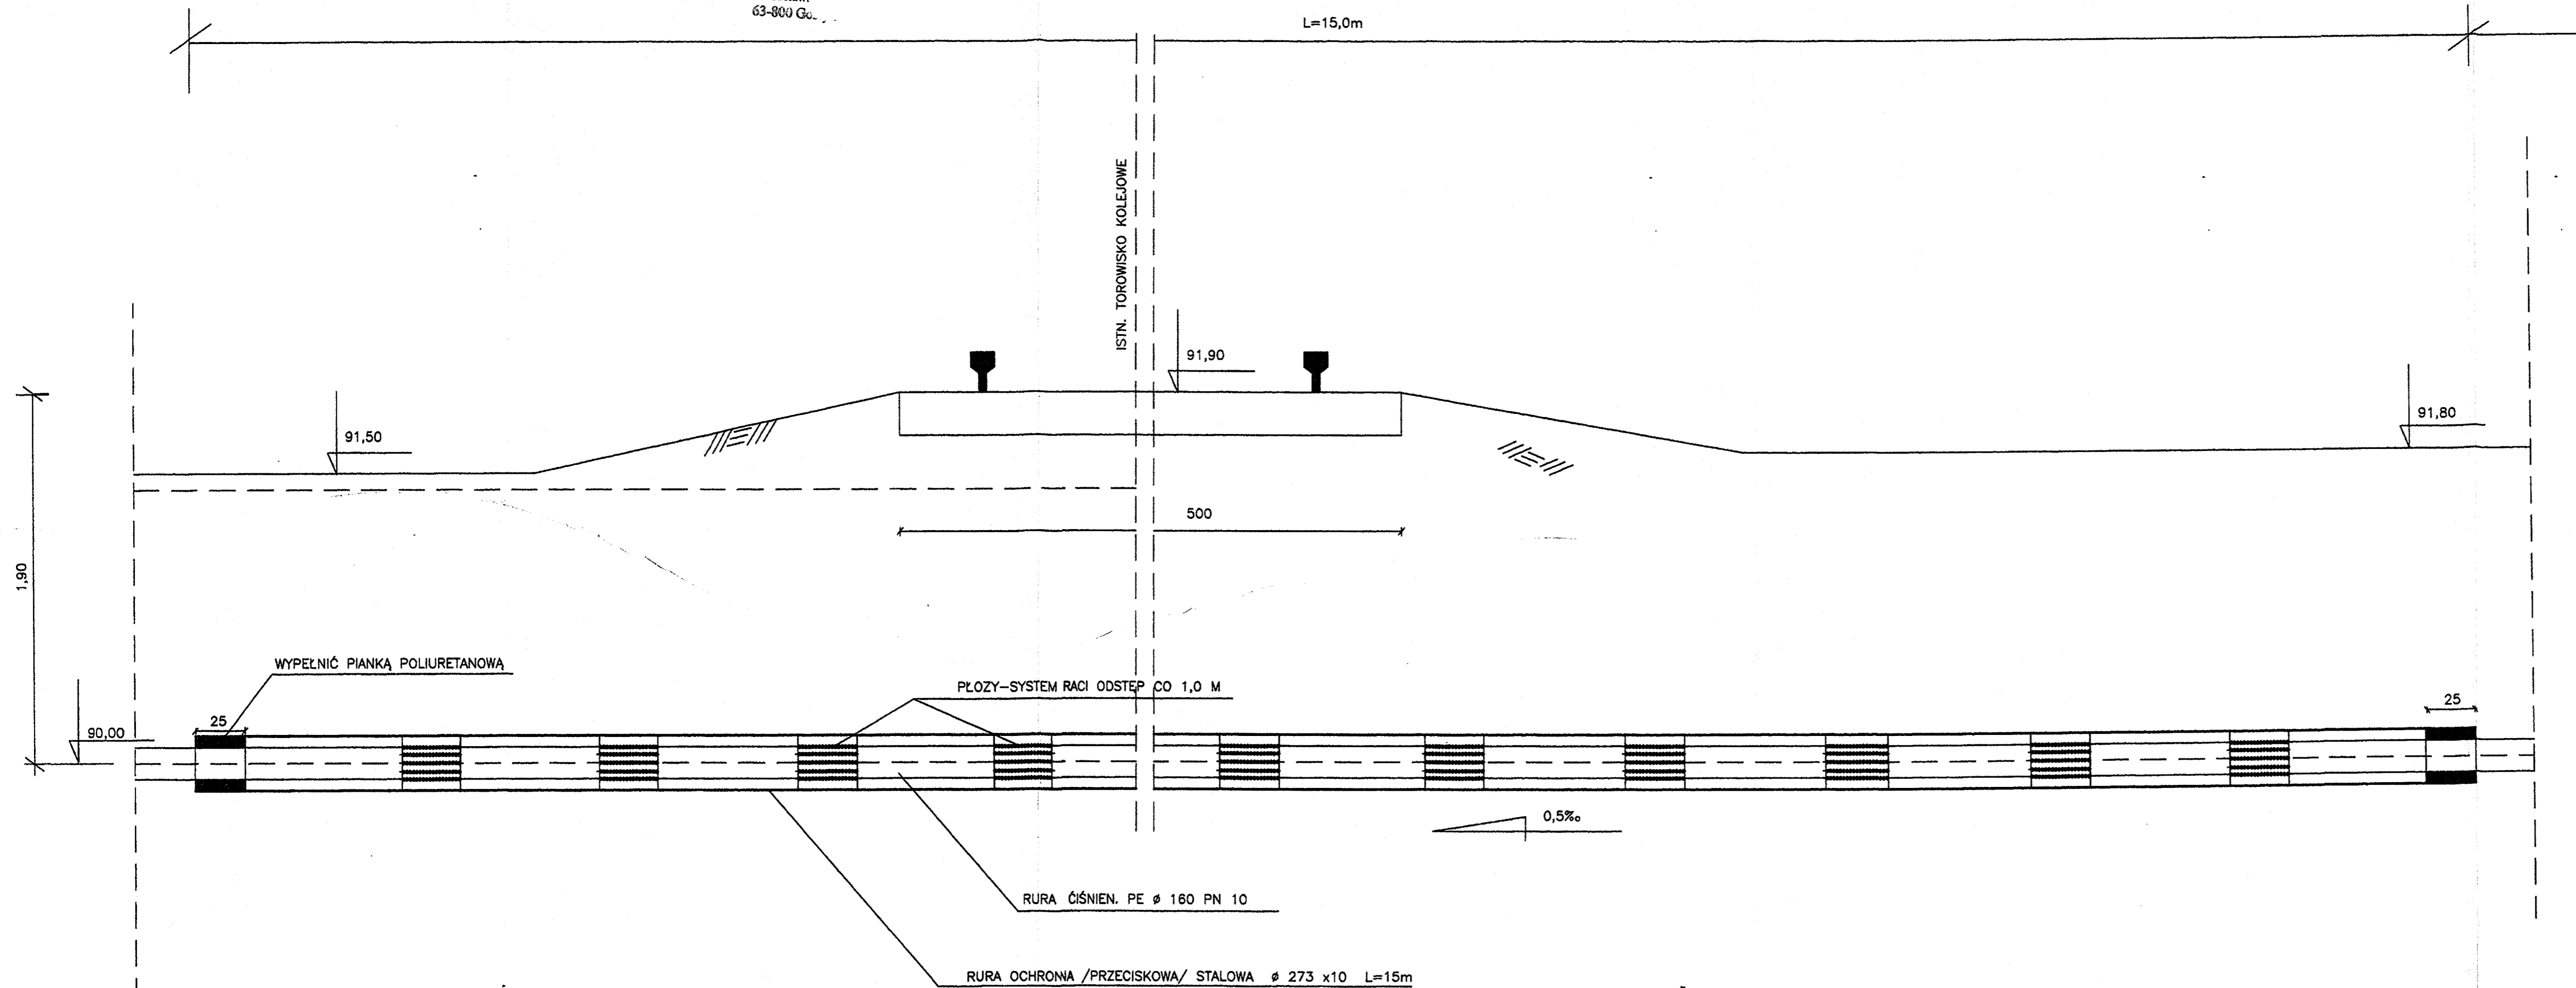 63-800
L=15,0m
ISTN. TOROWISKO KOLEJOWE
91,90
91,50
91,80
500
1,90
WYPEŁNIĆ PIANKĄ POLIURETANOWĄ
PŁOZY-SYSTEM RACI ODSTĘP CO 1,0 M
25
25
90,00
0,5‰
RURA ĆIŚNIEN. PE ø 160 PN 10
RURA OCHRONNA /PRZECISKOWA/ STALOWA ø 273 x10 L=15m